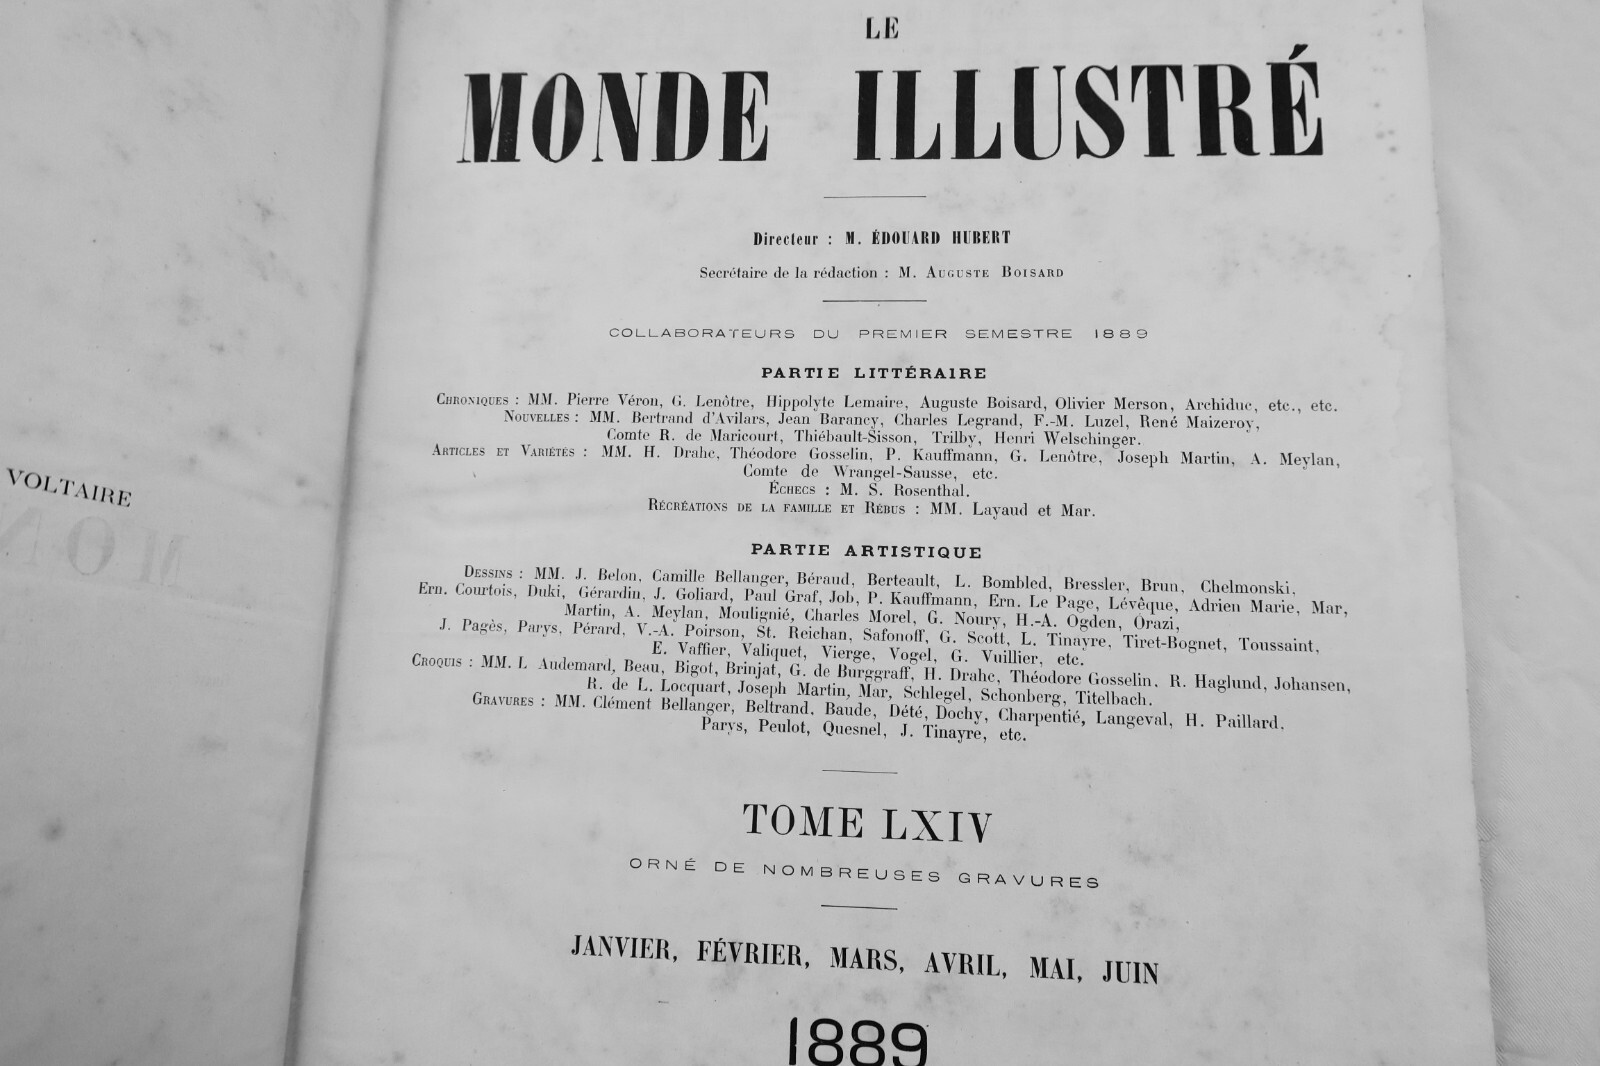 VOLTAIRE
LE
MONDE ILLUSTRÉ
Directeur : M. ÉDOUARD HUBERT
Secrétaire de la rédaction : M. AUGUSTE BOISARD
COLLABORATEURS DU PREMIER SEMESTRE 1889
PARTIE LITTÉRAIRE
CHRONIQUES : MM. Pierre Véron, G. Lenôtre, Hippolyte Lemaire, Auguste Boisard, Olivier Merson, Archiduc, etc., etc.
NOUVELLES : MM. Bertrand d'Avilars, Jean Barancy, Charles Legrand, F.-M. Luzel, René Maizeroy,
Comte R. de Maricourt, Thiébault-Sisson, Trilby, Henri Welschinger.
ARTICLES ET VARIÉTÉS : MM. H. Drahc, Théodore Gosselin, P. Kauffmann, G. Lenôtre, Joseph Martin, A. Meylan,
Comte de Wrangel-Sausse, etc.
ÉCHECS : M. S. Rosenthal.
RÉCRÉATIONS DE LA FAMILLE ET RÉBUS : MM. Layaud et Mar.
PARTIE ARTISTIQUE
DESSINS : MM. J. Belon, Camille Bellanger, Béraud, Berteault, L. Bombled, Bressler, Brun, Chelmonski,
Ern. Courtois, Duki, Gérardin, J. Goliard, Paul Graf, Job, P. Kauffmann, Ern. Le Page, Lévêque, Adrien Marie, Mar,
Martin, A. Meylan, Moulignié, Charles Morel, G. Noury, H.-A. Ogden, Orazi,
J. Pagès, Parys, Pérard, V.-A. Poirson, St. Reichan, Safonoff, G. Scott, L. Tinayre, Tiret-Bognet, Toussaint,
E. Vaffier, Valiquet, Vierge, Vogel, G. Vuillier, etc.
CROQUIS : MM. L Audemard, Beau, Bigot, Brinjat, G. de Burggraff, H. Drahc, Théodore Gosselin, R. Haglund, Johansen,
R. de L. Locquart, Joseph Martin, Mar, Schlegel, Schonberg, Titelbach.
GRAVURES : MM. Clément Bellanger, Beltrand, Baude, Dété, Dochy, Charpentié, Langeval, H. Paillard,
Parys, Peulot, Quesnel, J. Tinayre, etc.
TOME LXIV
ORNÉ DE NOMBREUSES GRAVURES
JANVIER, FÉVRIER, MARS, AVRIL, MAI, JUIN
1889